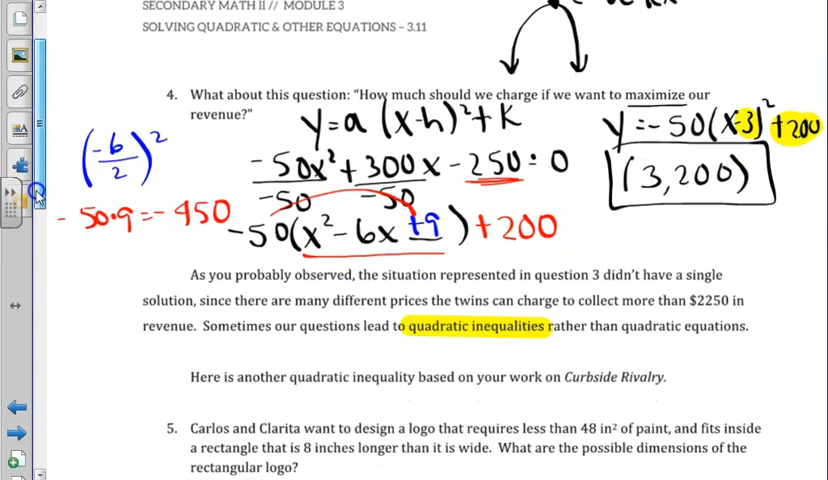 SECONDARY MATH II // MODULE 3
SOLVING QUADRATIC & OTHER EQUATIONS – 3.11
4. What about this question: "How much should we charge if we want to maximize our
revenue?"
y=a(x-h)²+k
y=-50(x-3)²+200
(3,200)
(-6/2)²
-50x²+300x-250=0
-50 -50
-50·9=-450
-50(x²-6x+9)+200
As you probably observed, the situation represented in question 3 didn't have a single
solution, since there are many different prices the twins can charge to collect more than $2250 in
revenue. Sometimes our questions lead to quadratic inequalities rather than quadratic equations.
Here is another quadratic inequality based on your work on Curbside Rivalry.
5. Carlos and Clarita want to design a logo that requires less than 48 in² of paint, and fits inside
a rectangle that is 8 inches longer than it is wide. What are the possible dimensions of the
rectangular logo?